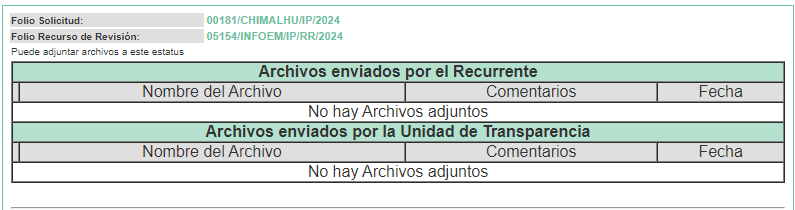 Folio Solicitud: 00181/CHIMALHU/IP/2024
Folio Recurso de Revisión: 05154/INFOEM/IP/RR/2024
Puede adjuntar archivos a este estatus
Archivos enviados por el Recurrente
Nombre del Archivo Comentarios Fecha
No hay Archivos adjuntos
Archivos enviados por la Unidad de Transparencia
Nombre del Archivo Comentarios Fecha
No hay Archivos adjuntos